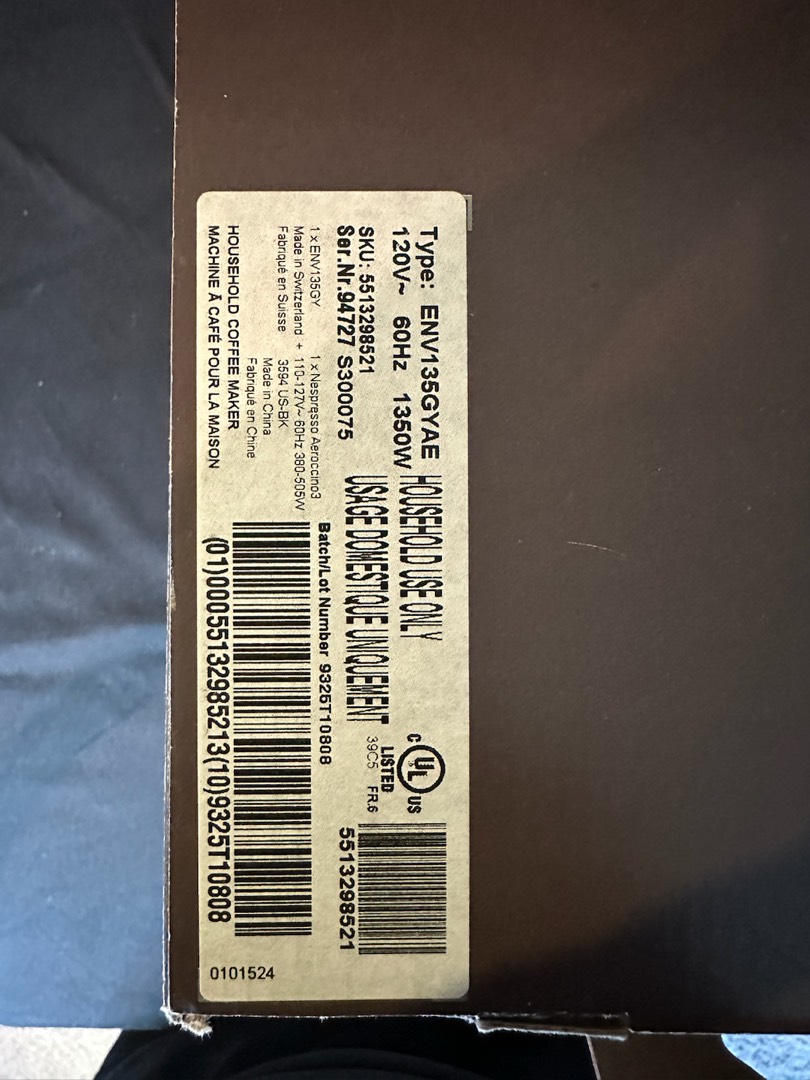 Type: ENV135GYAE
120V~ 60Hz 1350W
HOUSEHOLD USE ONLY
USAGE DOMESTIQUE UNIQUEMENT
SKU: 5513298521
Ser.Nr.94727 S300075
C UL US
LISTED
39C5 FR.6
5513298521
1 x ENV135GY
Made in Switzerland +
Fabriqué en Suisse
1 x Nespresso Aeroccino3
110-127V~ 60Hz 380-505W
3594 US-BK
Made in China
Fabriqué en Chine
HOUSEHOLD COFFEE MAKER
MACHINE À CAFÉ POUR LA MAISON
Batch/Lot Number 9325T10808
(01)00055132985213(10)9325T10808
0101524